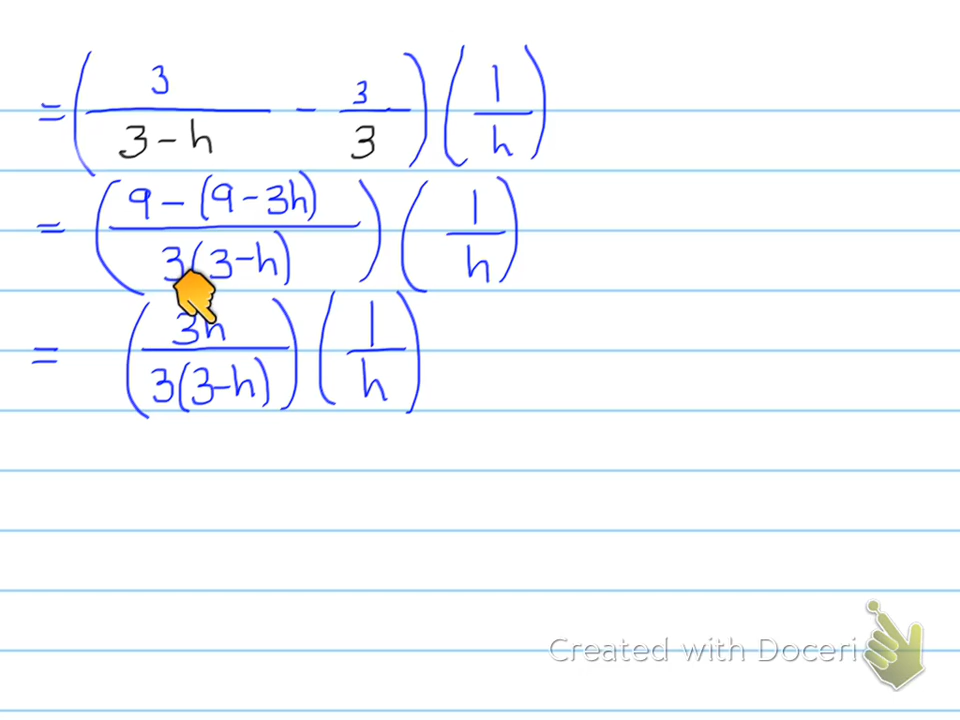 = (3/(3-h) - 3/3)(1/h)
= ((9-(9-3h))/(3(3-h)))(1/h)
= (3h/(3(3-h)))(1/h)
Created with Doceri